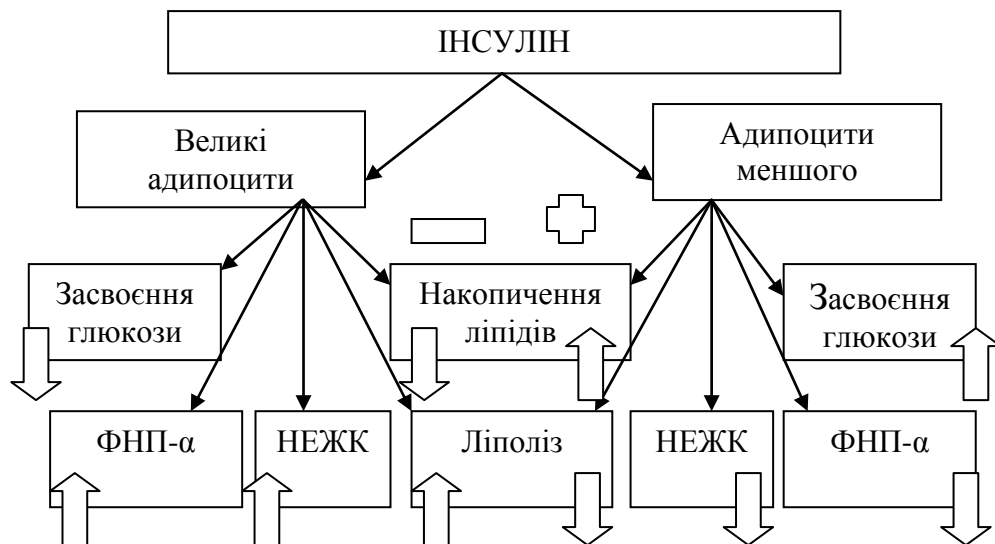 ІНСУЛІН
Великі
адипоцити
Адипоцити
меншого
Засвоєння
глюкози
Накопичення
ліпідів
Засвоєння
глюкози
ФНП-α
НЕЖК
Ліполіз
НЕЖК
ФНП-α